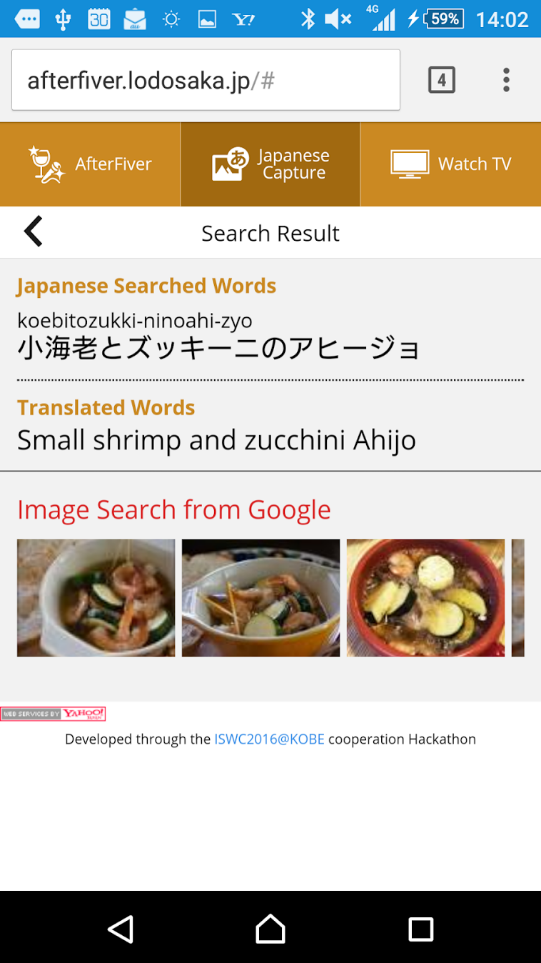 4G
59%
14:02
30
Y!
afterfiver.lodosaka.jp/#
4
AfterFiver
あ
Japanese
Capture
Watch TV
Search Result
Japanese Searched Words
koebitozukki-ninoahi-zyo
小海老とズッキーニのアヒージョ
Translated Words
Small shrimp and zucchini Ahijo
Image Search from Google
WEB SERVICES BY YAHOO!
Developed through the ISWC2016@KOBE cooperation Hackathon